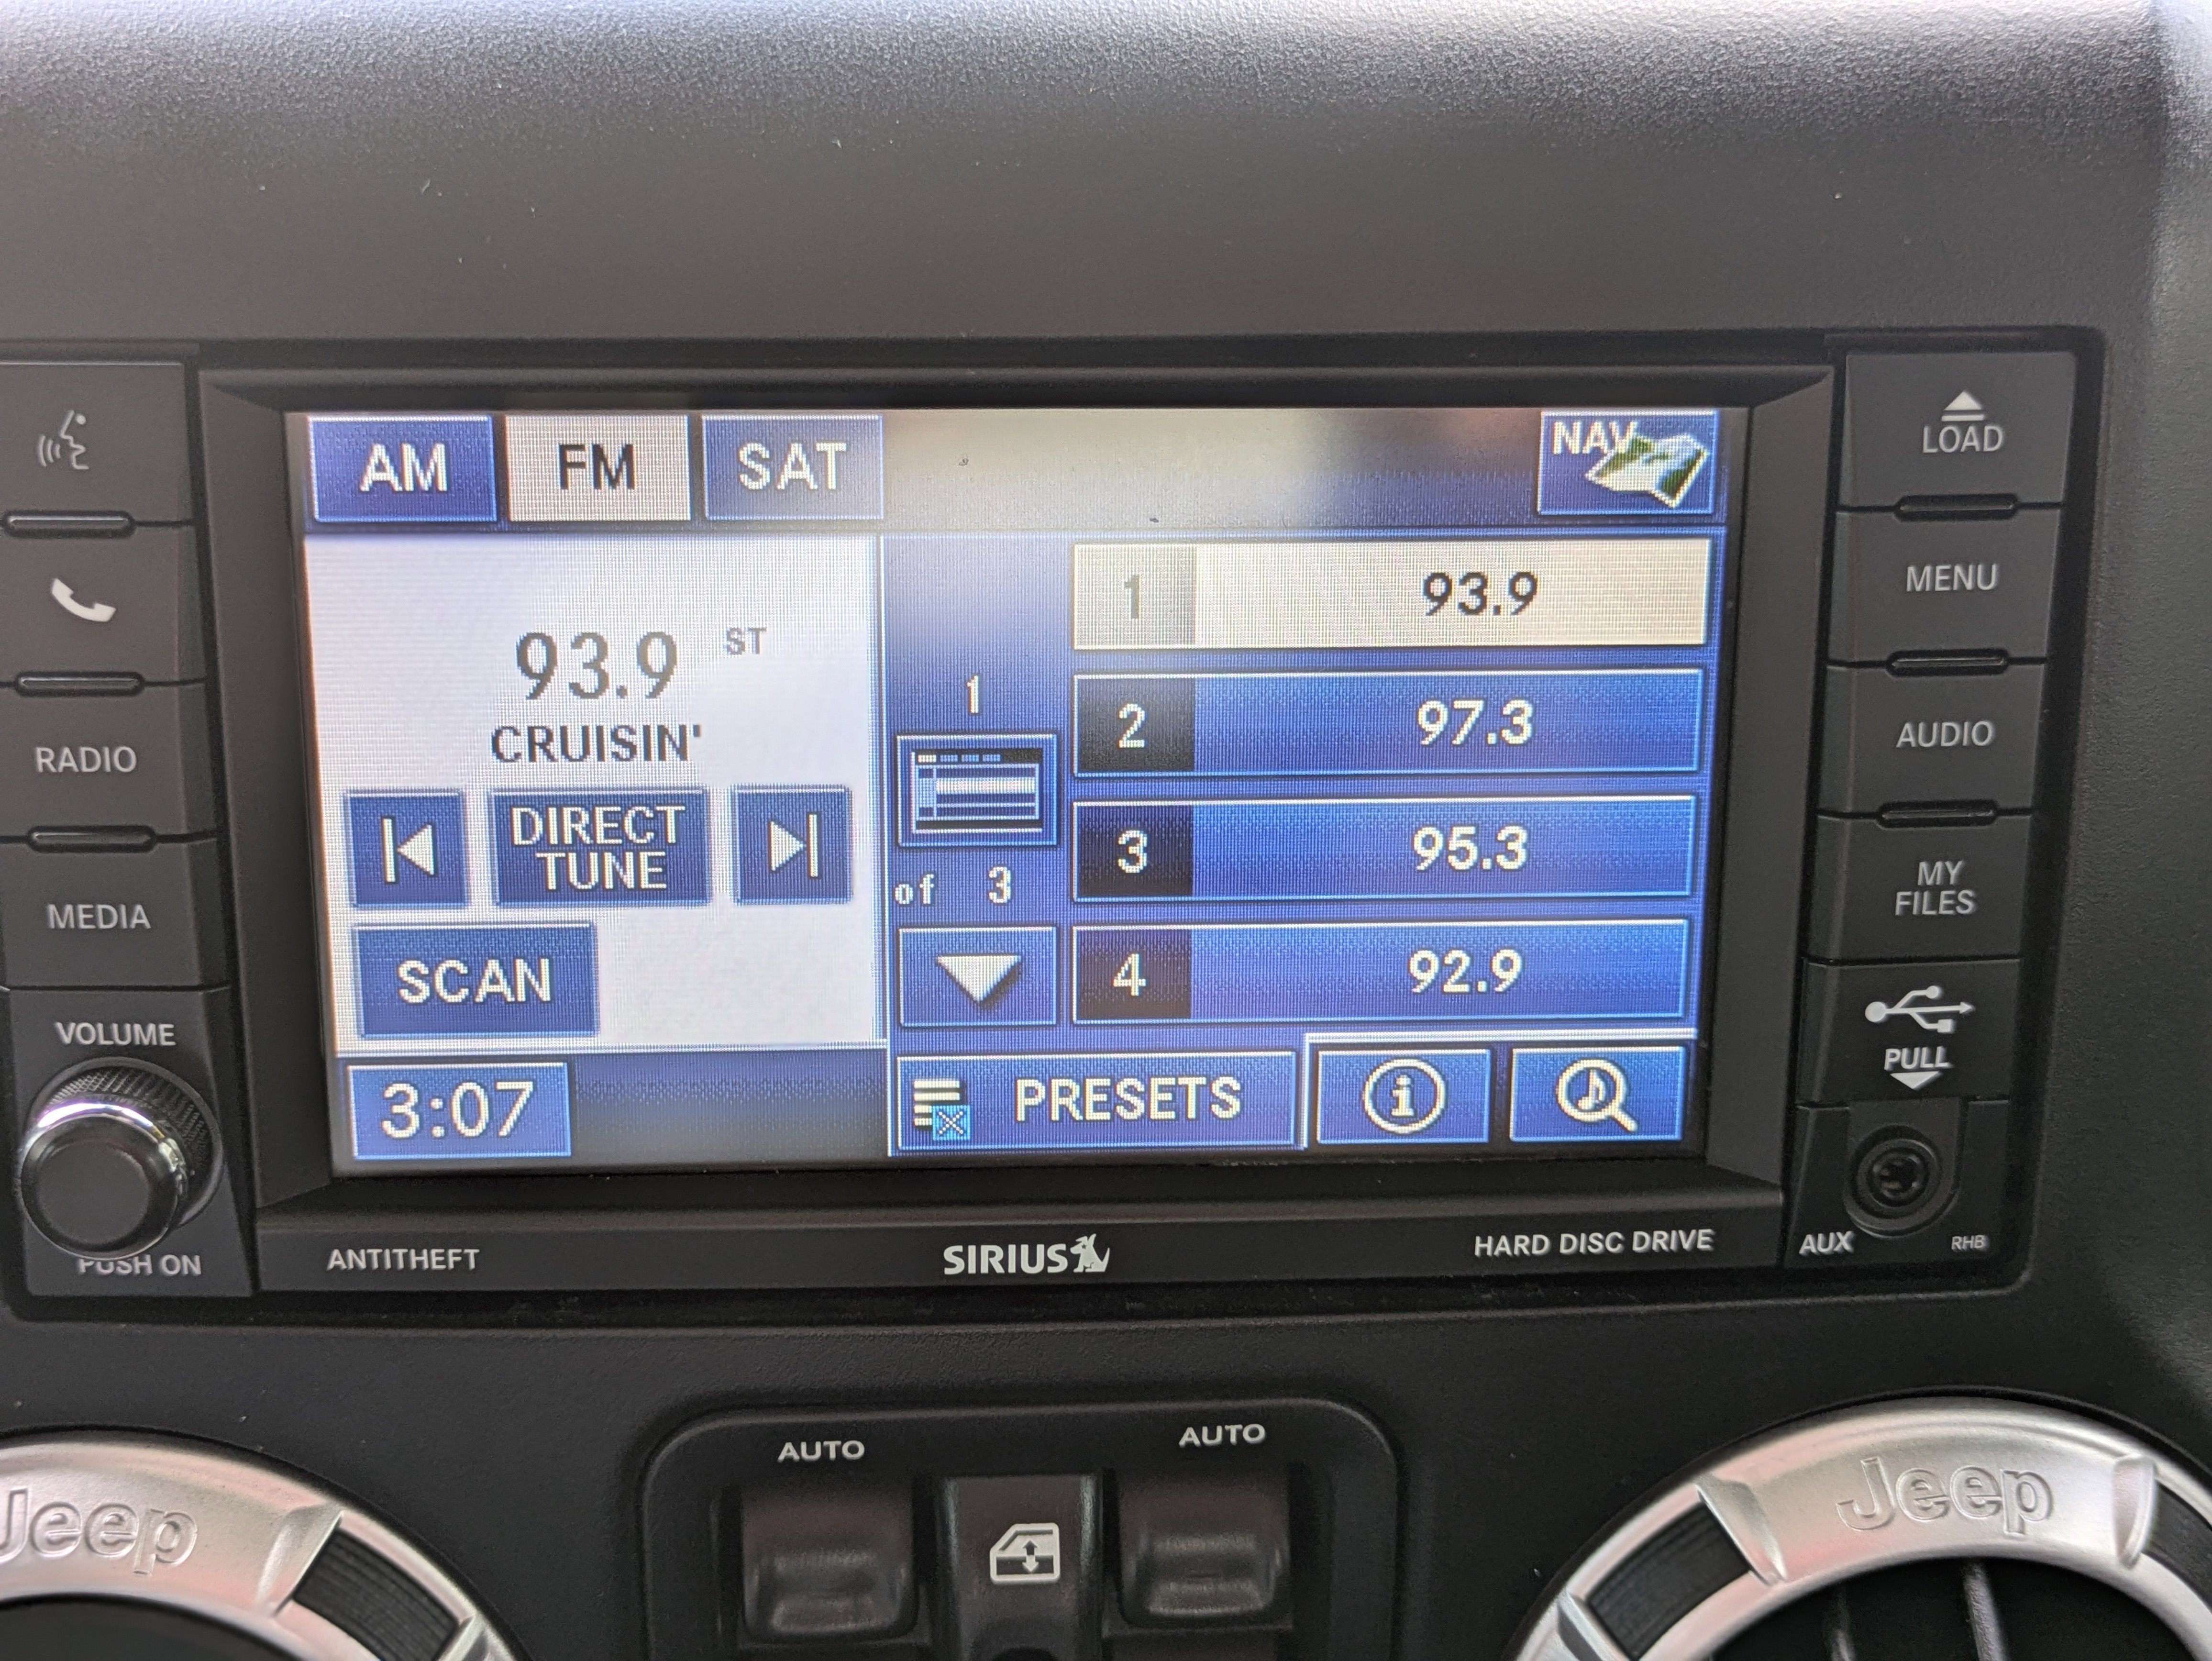 AM FM SAT NAV
93.9 ST
CRUISIN'
DIRECT
TUNE
SCAN
3:07
1
of 3
1 93.9
2 97.3
3 95.3
4 92.9
PRESETS
i
RADIO
MEDIA
VOLUME
PUSH ON
LOAD
MENU
AUDIO
MY
FILES
PULL
AUX
RHB
ANTITHEFT
SIRIUS
HARD DISC DRIVE
AUTO
AUTO
Jeep
Jeep